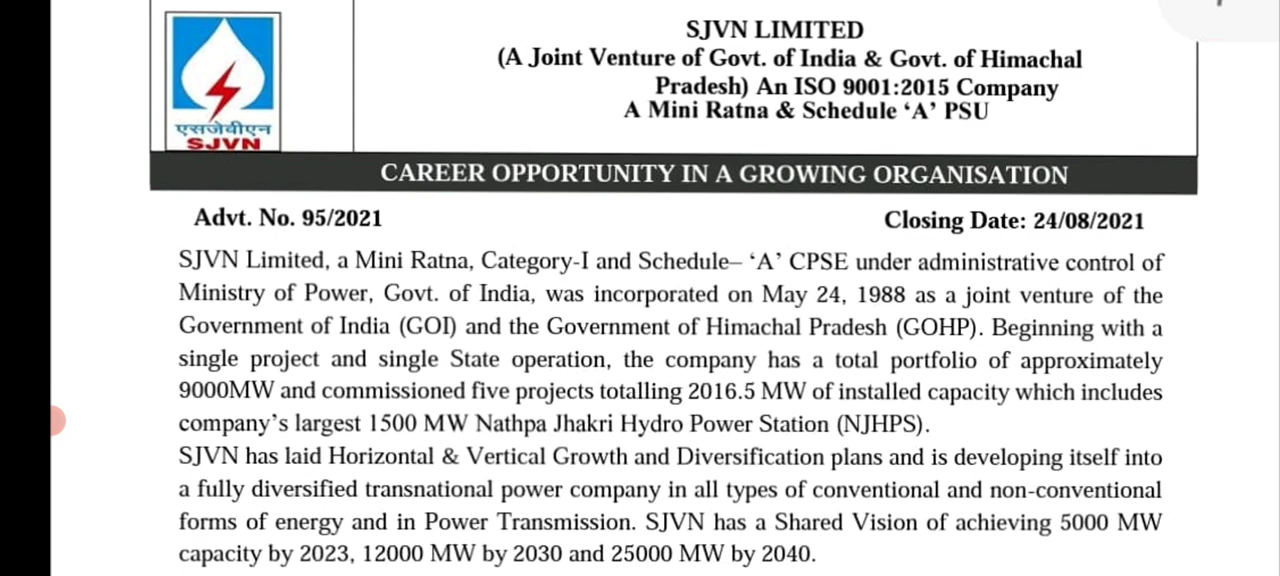 SJVN LIMITED
(A Joint Venture of Govt. of India & Govt. of Himachal
Pradesh) An ISO 9001:2015 Company
A Mini Ratna & Schedule ‘A’ PSU
एसजेवीएन
SJVN
CAREER OPPORTUNITY IN A GROWING ORGANISATION
Advt. No. 95/2021 Closing Date: 24/08/2021
SJVN Limited, a Mini Ratna, Category-I and Schedule– ‘A’ CPSE under administrative control of
Ministry of Power, Govt. of India, was incorporated on May 24, 1988 as a joint venture of the
Government of India (GOI) and the Government of Himachal Pradesh (GOHP). Beginning with a
single project and single State operation, the company has a total portfolio of approximately
9000MW and commissioned five projects totalling 2016.5 MW of installed capacity which includes
company’s largest 1500 MW Nathpa Jhakri Hydro Power Station (NJHPS).
SJVN has laid Horizontal & Vertical Growth and Diversification plans and is developing itself into
a fully diversified transnational power company in all types of conventional and non-conventional
forms of energy and in Power Transmission. SJVN has a Shared Vision of achieving 5000 MW
capacity by 2023, 12000 MW by 2030 and 25000 MW by 2040.